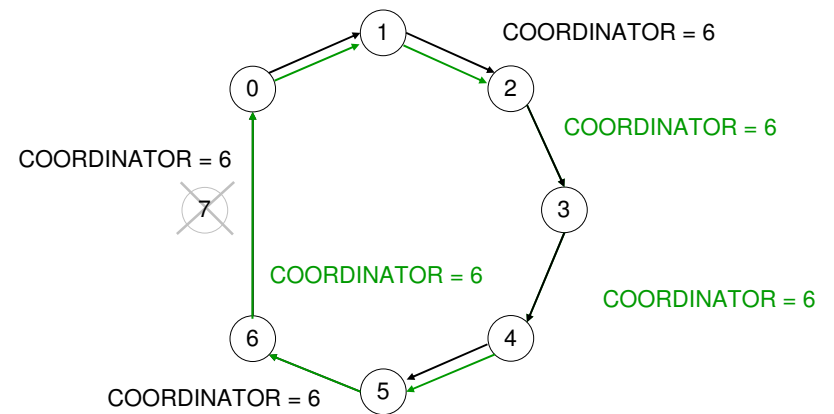 1
COORDINATOR = 6
0
2
COORDINATOR = 6
COORDINATOR = 6
7
3
COORDINATOR = 6
COORDINATOR = 6
6
4
5
COORDINATOR = 6